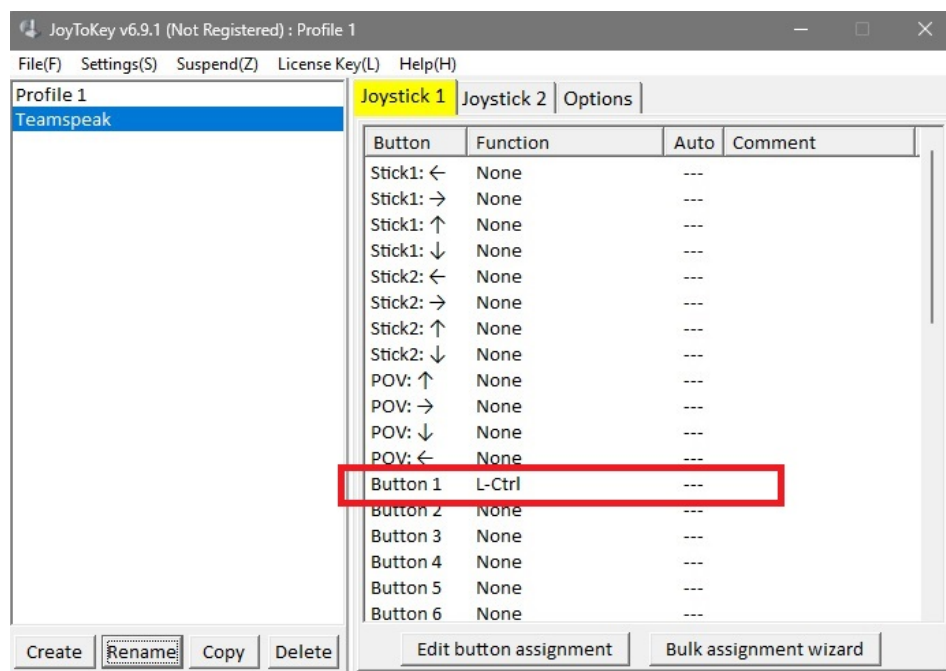 JoyToKey v6.9.1 (Not Registered) : Profile 1
File(F) Settings(S) Suspend(Z) License Key(L) Help(H)
Profile 1
Teamspeak
Joystick 1 Joystick 2 Options
Button Function Auto Comment
Stick1: ← None ---
Stick1: → None ---
Stick1: ↑ None ---
Stick1: ↓ None ---
Stick2: ← None ---
Stick2: → None ---
Stick2: ↑ None ---
Stick2: ↓ None ---
POV: ↑ None ---
POV: → None ---
POV: ↓ None ---
POV: ← None ---
Button 1 L-Ctrl ---
Button 2 None ---
Button 3 None ---
Button 4 None ---
Button 5 None ---
Button 6 None ---
Create Rename Copy Delete
Edit button assignment Bulk assignment wizard